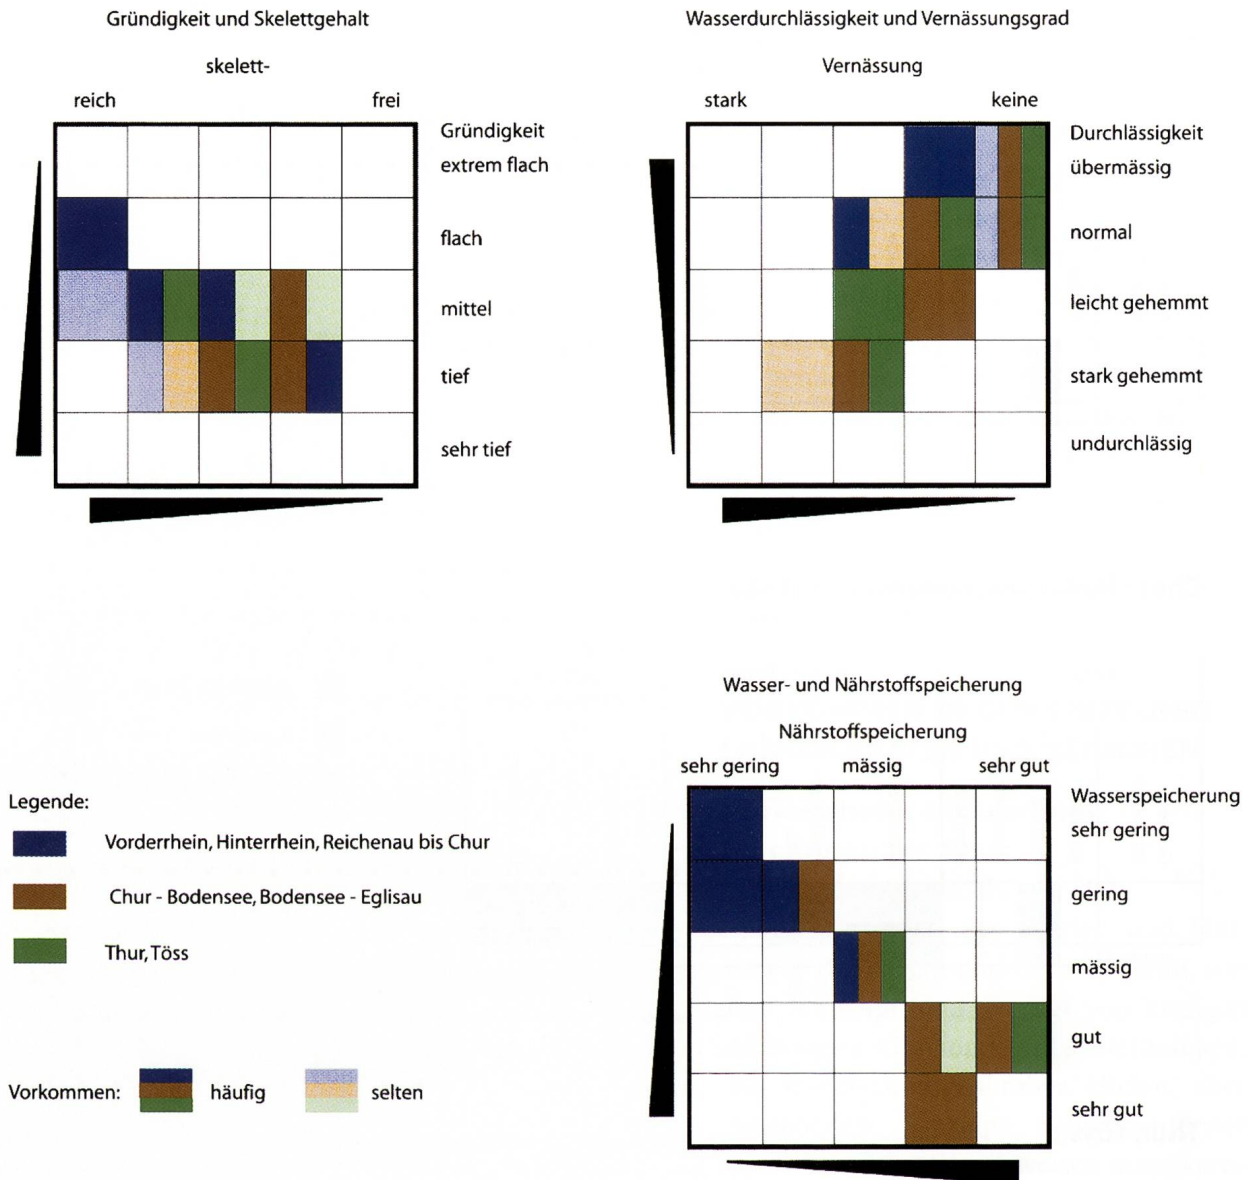 Gründigkeit und Skelettgehalt
skelett-
reich frei
Gründigkeit
extrem flach
flach
mittel
tief
sehr tief
Wasserdurchlässigkeit und Vernässungsgrad
Vernässung
stark keine
Durchlässigkeit
übermässig
normal
leicht gehemmt
stark gehemmt
undurchlässig
Legende:
Vorderrhein, Hinterrhein, Reichenau bis Chur
Chur - Bodensee, Bodensee - Eglisau
Thur, Töss
Vorkommen: häufig selten
Wasser- und Nährstoffspeicherung
Nährstoffspeicherung
sehr gering mässig sehr gut
Wasserspeicherung
sehr gering
gering
mässig
gut
sehr gut